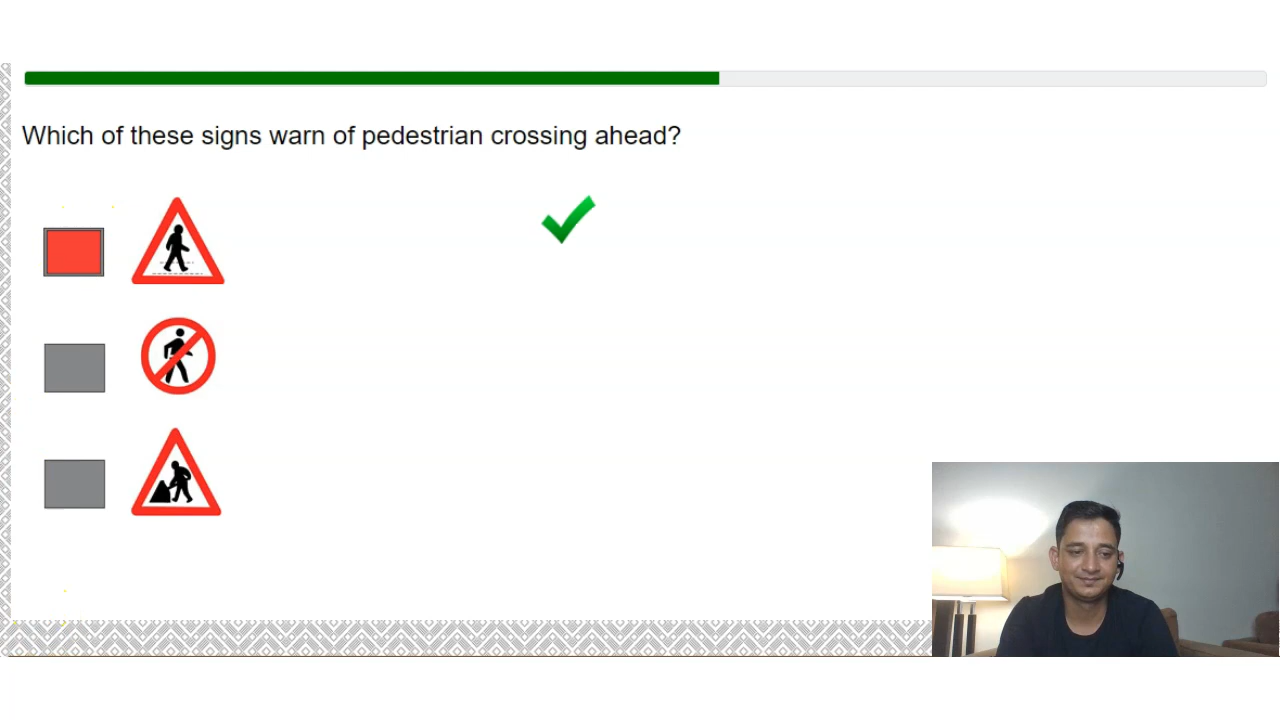 Which of these signs warn of pedestrian crossing ahead?